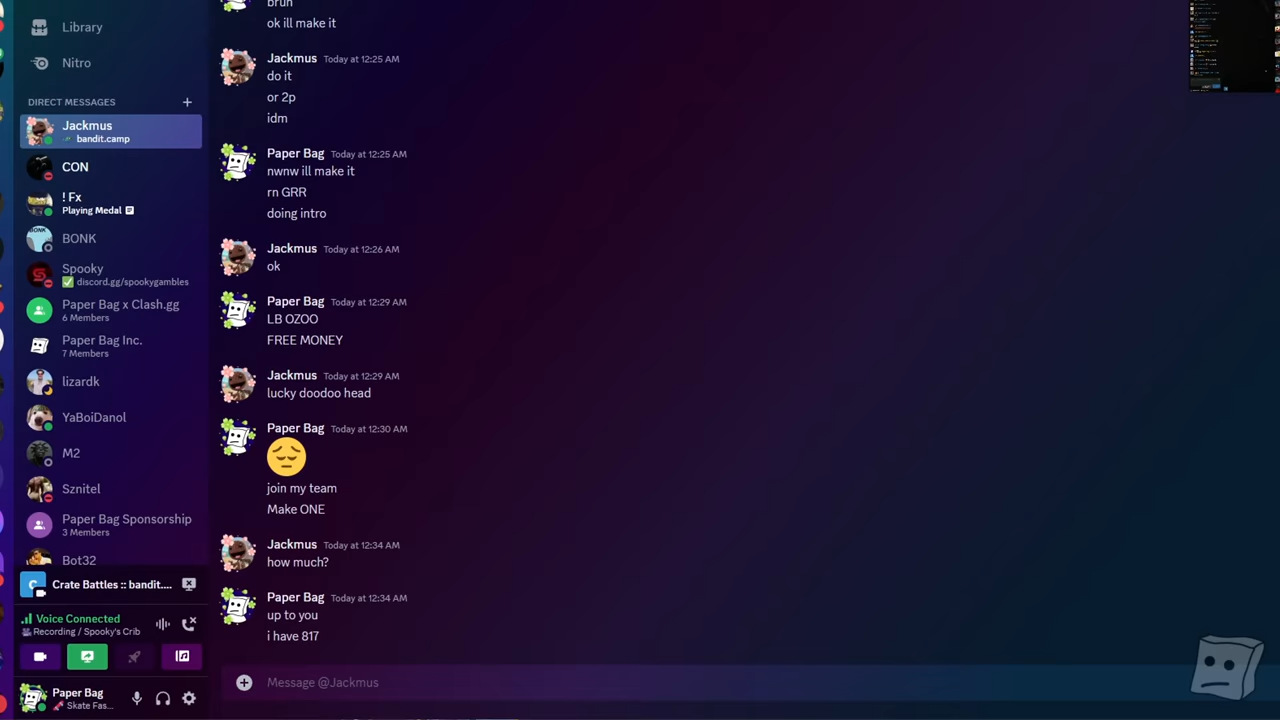 Library
Nitro
DIRECT MESSAGES
Jackmus
bandit.camp
CON
! Fx
Playing Medal
BONK
Spooky
discord.gg/spookygambles
Paper Bag x Clash.gg
6 Members
Paper Bag Inc.
7 Members
lizardk
YaBoiDanol
M2
Sznitel
Paper Bag Sponsorship
3 Members
Bot32
Crate Battles :: bandit....
Voice Connected
Recording / Spooky's Crib
Paper Bag
Skate Fas...
bruh
ok ill make it
Jackmus Today at 12:25 AM
do it
or 2p
idm
Paper Bag Today at 12:25 AM
nwnw ill make it
rn GRR
doing intro
Jackmus Today at 12:26 AM
ok
Paper Bag Today at 12:29 AM
LB OZOO
FREE MONEY
Jackmus Today at 12:29 AM
lucky doodoo head
Paper Bag Today at 12:30 AM
join my team
Make ONE
Jackmus Today at 12:34 AM
how much?
Paper Bag Today at 12:34 AM
up to you
i have 817
Message @Jackmus